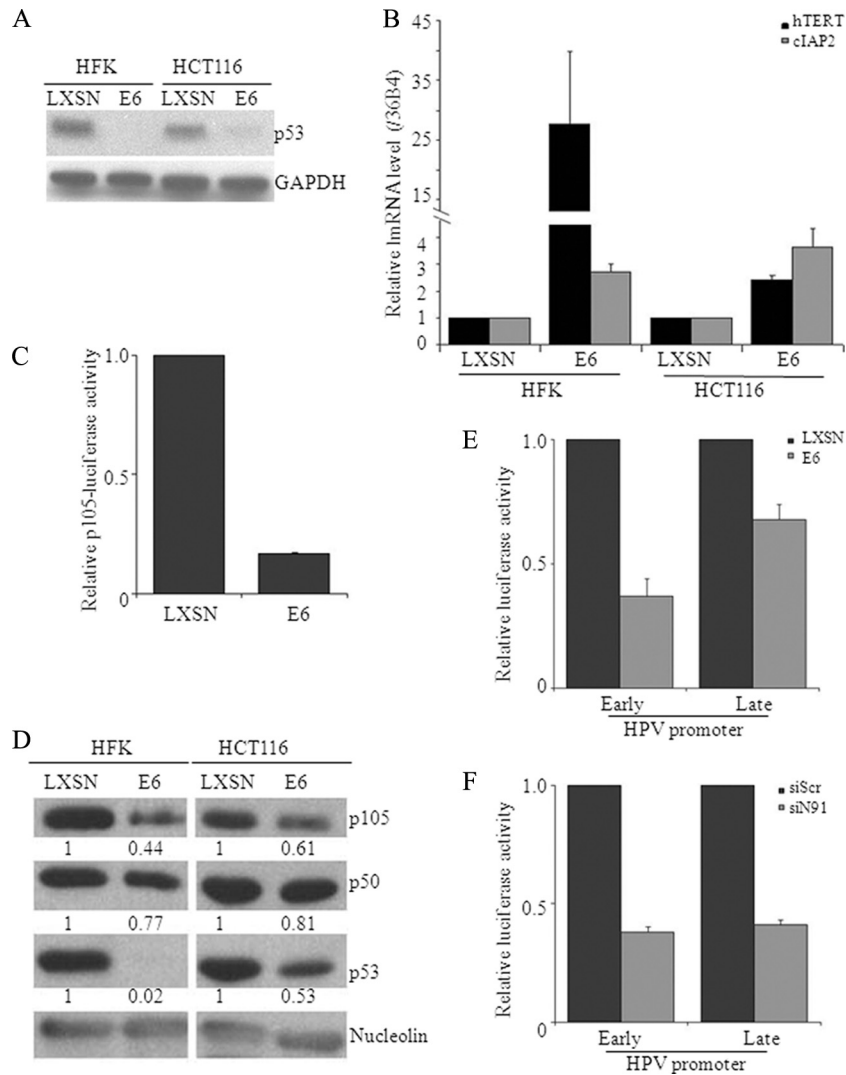 A
HFK HCT116
LXSN E6 LXSN E6
p53
GAPDH
B
hTERT
cIAP2
Relative lmRNA level (/36B4)
45
35
25
15
4
3
2
1
0
LXSN E6 LXSN E6
HFK HCT116
C
Relative p105-luciferase activity
1.0
0.5
0
LXSN E6
D
HFK HCT116
LXSN E6 LXSN E6
p105
1 0.44 1 0.61
p50
1 0.77 1 0.81
p53
1 0.02 1 0.53
Nucleolin
E
LXSN
E6
Relative luciferase activity
1.0
0.5
0
Early Late
HPV promoter
F
siScr
siN91
Relative luciferase activity
1.0
0.5
0
Early Late
HPV promoter